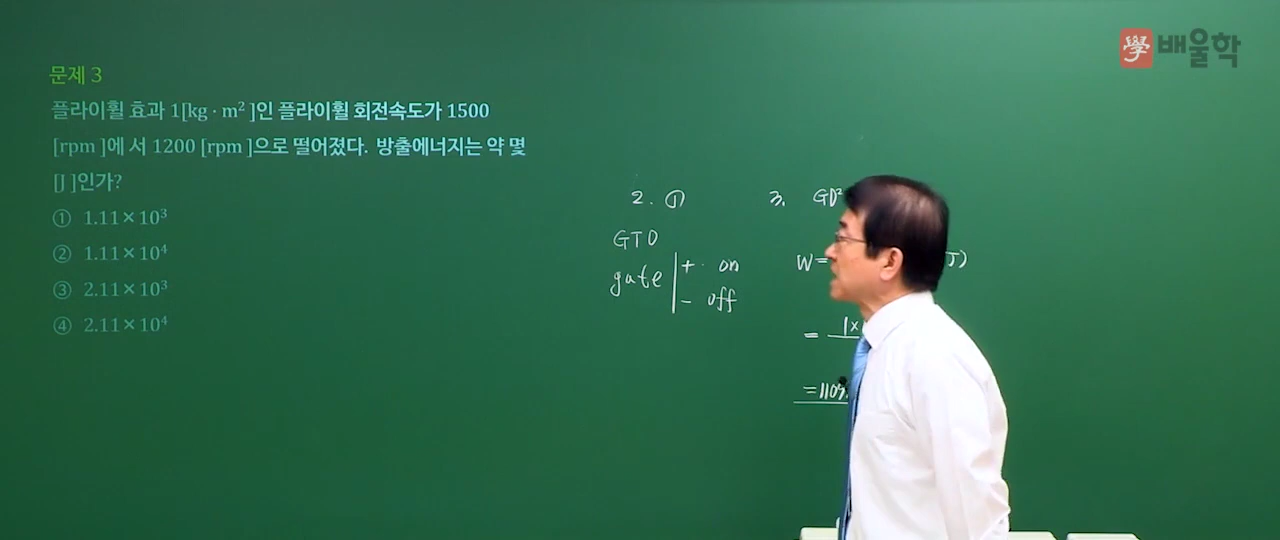 學 배울학
문제 3
플라이휠 효과 1[kg · m² ]인 플라이휠 회전속도가 1500
[rpm ]에 서 1200 [rpm ]으로 떨어졌다. 방출에너지는 약 몇
[J ]인가?
① 1.11×10³
② 1.11×10⁴
③ 2.11×10³
④ 2.11×10⁴
2. ①
GTO
gate + on
- off
3. GD²
W= J)
= 1×
=1109